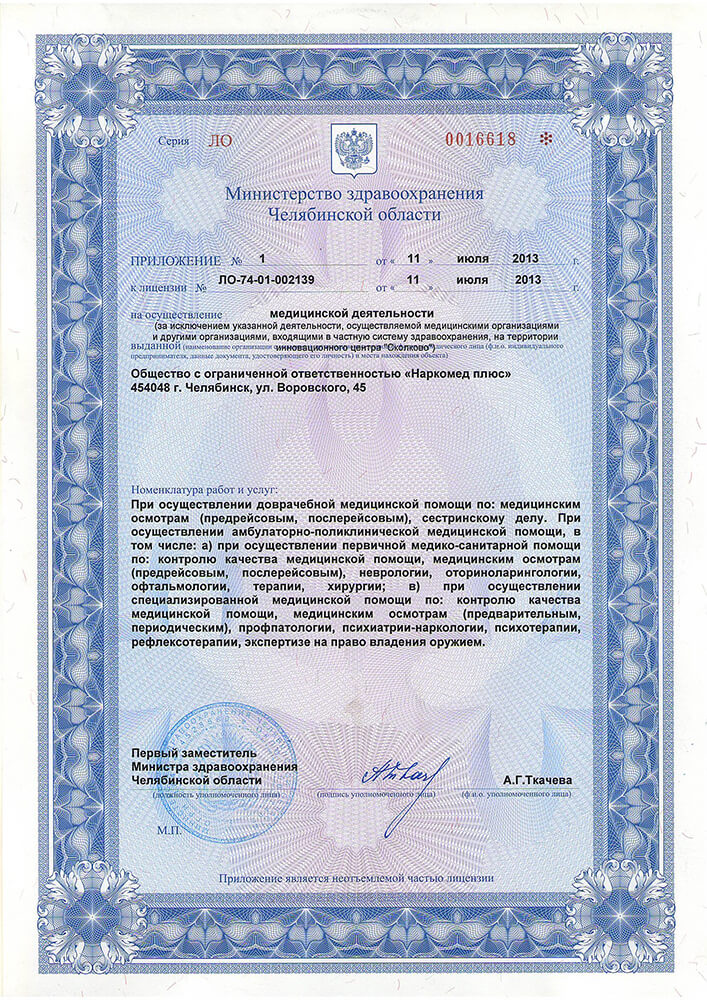 Серия ЛО 0016618 *
Министерство здравоохранения
Челябинской области
ПРИЛОЖЕНИЕ № 1 от « 11 » июля 2013 г.
к лицензии № ЛО-74-01-002139 от « 11 » июля 2013 г.
на осуществление медицинской деятельности
(за исключением указанной деятельности, осуществляемой медицинскими организациями
и другими организациями, входящими в частную систему здравоохранения, на территории
инновационного центра "Сколково")
выданной (наименование организации лица (ф.и.о. индивидуального
предпринимателя, данные документа, удостоверяющего его личность) и места нахождения объекта)
Общество с ограниченной ответственностью «Наркомед плюс»
454048 г. Челябинск, ул. Воровского, 45
Номенклатура работ и услуг:
При осуществлении доврачебной медицинской помощи по: медицинским
осмотрам (предрейсовым, послерейсовым), сестринскому делу. При
осуществлении амбулаторно-поликлинической медицинской помощи, в
том числе: а) при осуществлении первичной медико-санитарной помощи
по: контролю качества медицинской помощи, медицинским осмотрам
(предрейсовым, послерейсовым), неврологии, оториноларингологии,
офтальмологии, терапии, хирургии; в) при осуществлении
специализированной медицинской помощи по: контролю качества
медицинской помощи, медицинским осмотрам (предварительным,
периодическим), профпатологии, психиатрии-наркологии, психотерапии,
рефлексотерапии, экспертизе на право владения оружием.
Первый заместитель
Министра здравоохранения
Челябинской области А.Г.Ткачева
(должность уполномоченного лица) (подпись уполномоченного лица) (ф.и.о. уполномоченного лица)
М.П.
Приложение является неотъемлемой частью лицензии